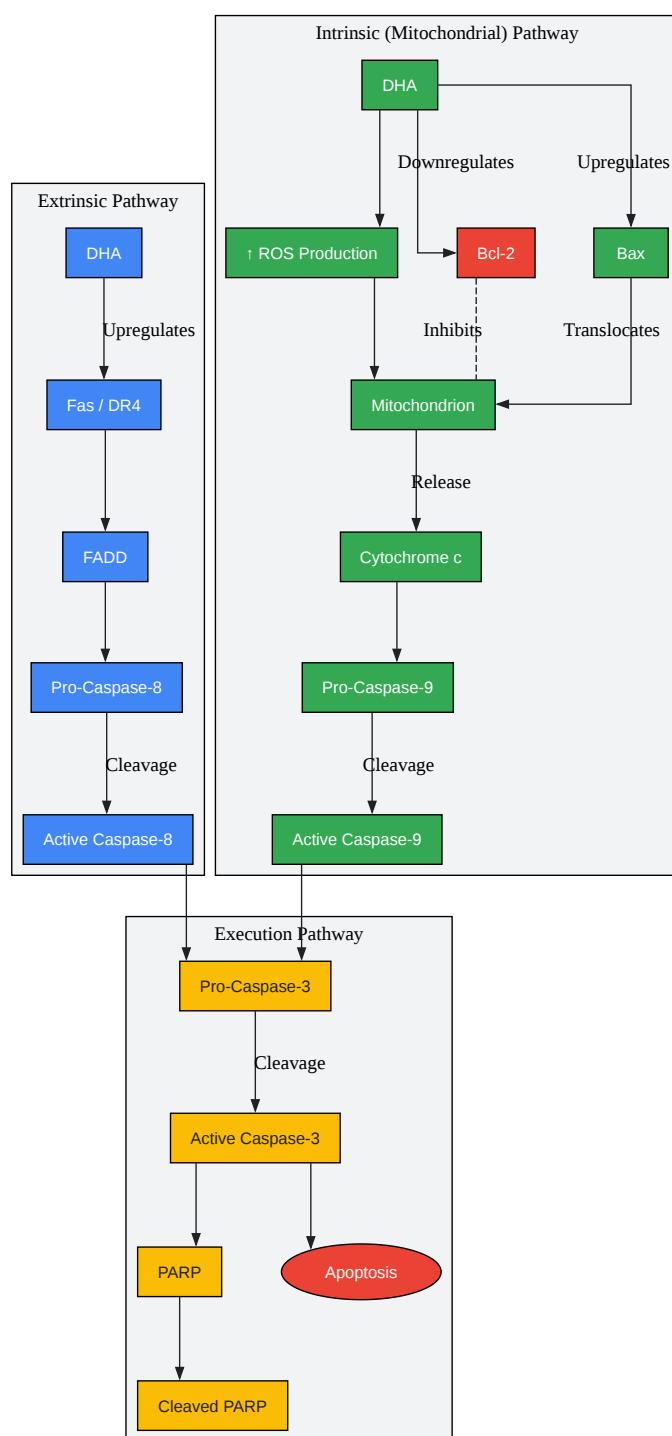 Intrinsic (Mitochondrial) Pathway
DHA
Downregulates
Upregulates
↑ ROS Production
Bcl-2
Bax
Inhibits
Translocates
Mitochondrion
Release
Cytochrome c
Pro-Caspase-9
Cleavage
Active Caspase-9
Extrinsic Pathway
DHA
Upregulates
Fas / DR4
FADD
Pro-Caspase-8
Cleavage
Active Caspase-8
Execution Pathway
Pro-Caspase-3
Cleavage
Active Caspase-3
PARP
Apoptosis
Cleaved PARP